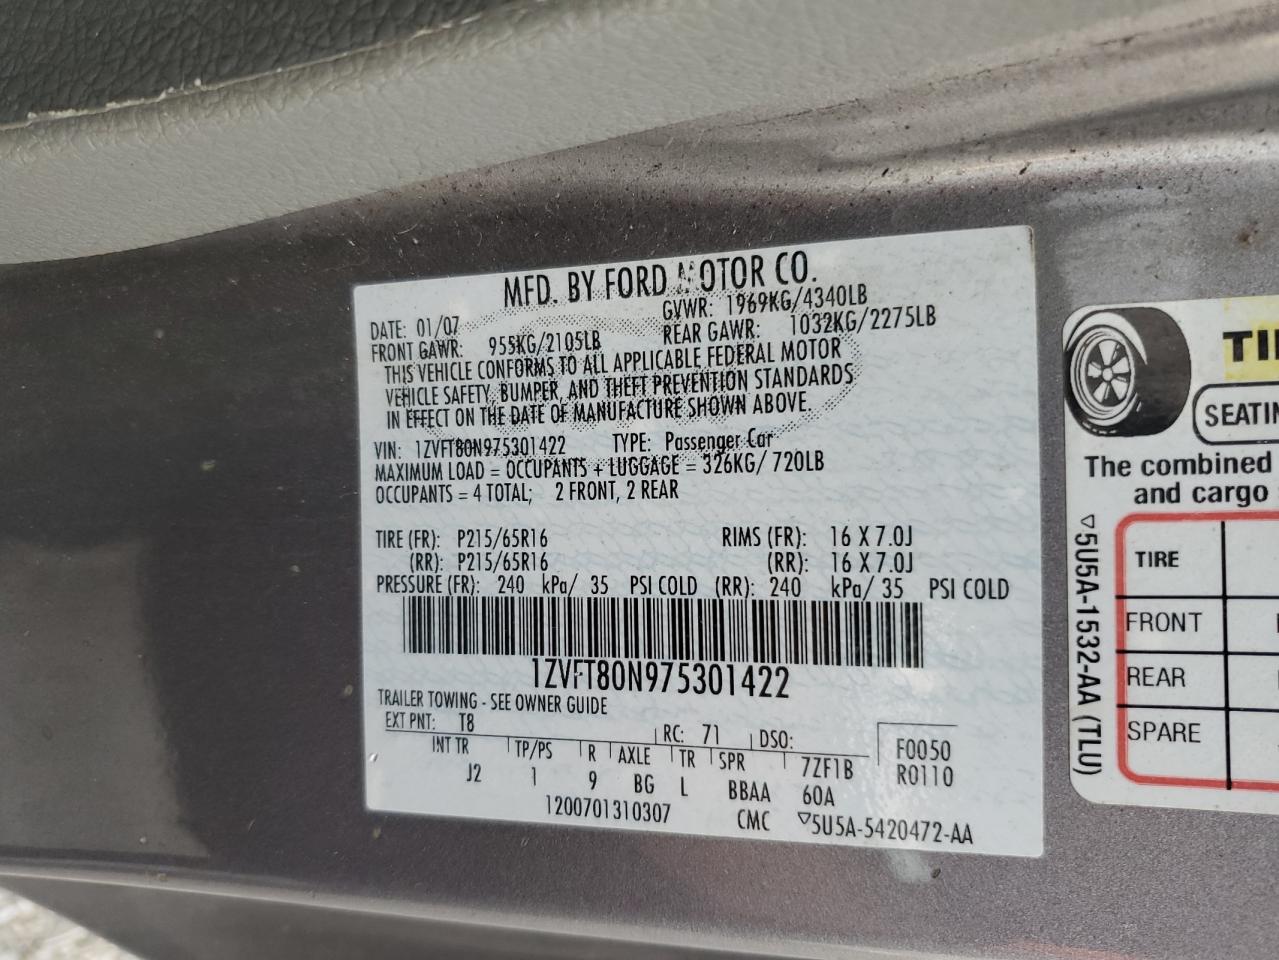 MFD. BY FORD MOTOR CO.
DATE: 01/07 GVWR: 1969KG/4340LB
FRONT GAWR: 955KG/2105LB REAR GAWR: 1032KG/2275LB
THIS VEHICLE CONFORMS TO ALL APPLICABLE FEDERAL MOTOR
VEHICLE SAFETY, BUMPER, AND THEFT PREVENTION STANDARDS
IN EFFECT ON THE DATE OF MANUFACTURE SHOWN ABOVE.
VIN: 1ZVFT80N975301422 TYPE: Passenger Car
MAXIMUM LOAD = OCCUPANTS + LUGGAGE = 326KG/ 720LB
OCCUPANTS = 4 TOTAL; 2 FRONT, 2 REAR
TIRE (FR): P215/65R16 RIMS (FR): 16 X 7.0J
(RR): P215/65R16 (RR): 16 X 7.0J
PRESSURE (FR): 240 kPa/ 35 PSI COLD (RR): 240 kPa/ 35 PSI COLD
1ZVFT80N975301422
TRAILER TOWING - SEE OWNER GUIDE
EXT PNT: T8 RC: 71 DSO: F0050
INT TR TP/PS R AXLE TR SPR 7ZF1B R0110
J2 1 9 BG L BBAA 60A
1200701310307 CMC ▽5U5A-5420472-AA
▽5U5A-1532-AA (TLU)
The combined
and cargo
TIRE
FRONT
REAR
SPARE